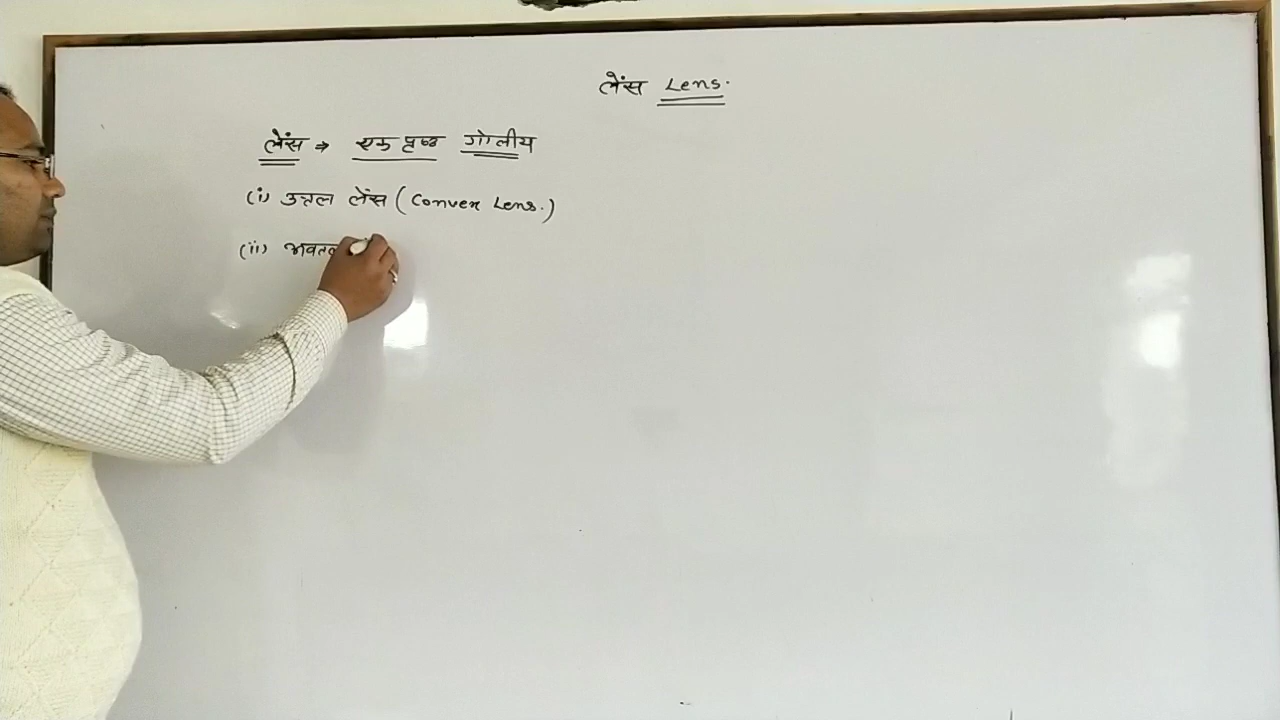 लेंस Lens.
लेंस → एक पृष्ठ गोलीय
(i) उत्तल लेंस (Convex Lens.)
(ii) अवतल